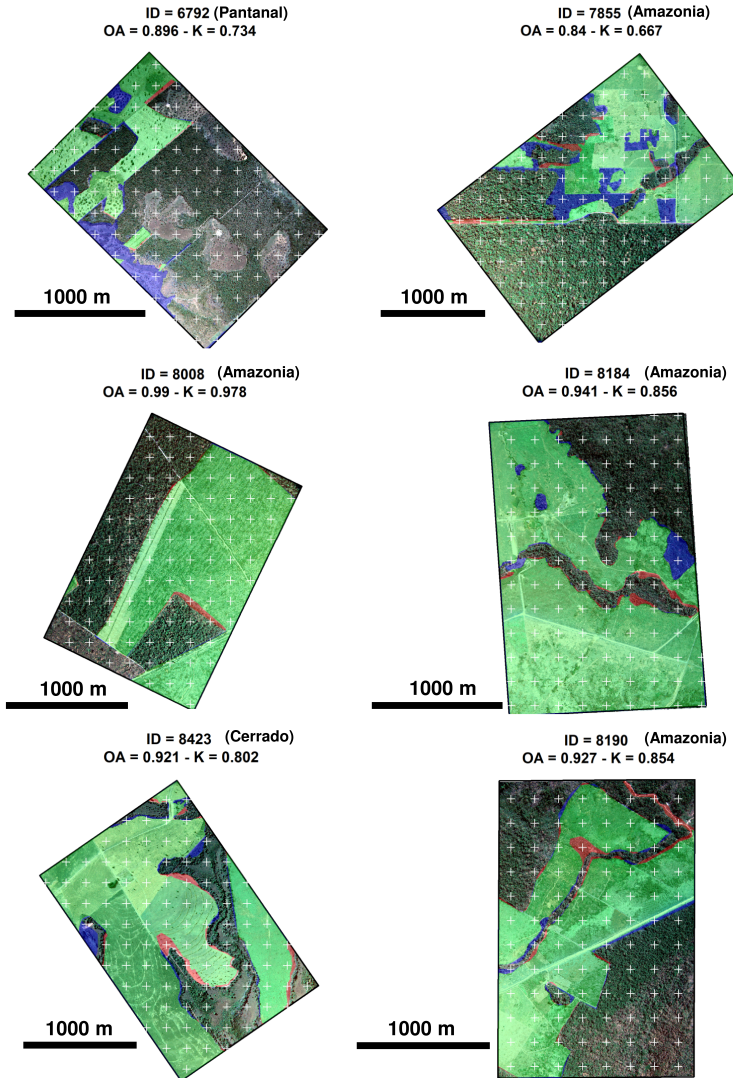 ID = 6792 (Pantanal)
OA = 0.896 - K = 0.734
ID = 7855 (Amazonia)
OA = 0.84 - K = 0.667
1000 m
1000 m
ID = 8008 (Amazonia)
OA = 0.99 - K = 0.978
ID = 8184 (Amazonia)
OA = 0.941 - K = 0.856
1000 m
1000 m
ID = 8423 (Cerrado)
OA = 0.921 - K = 0.802
ID = 8190 (Amazonia)
OA = 0.927 - K = 0.854
1000 m
1000 m